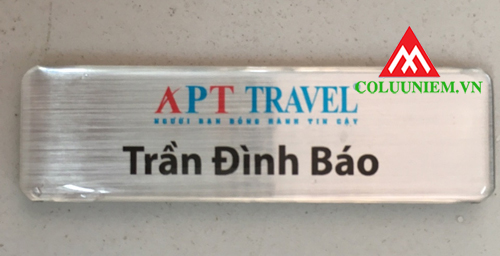 COLUUNIEM.VN
APT TRAVEL
NGƯỜI BẠN ĐỒNG HÀNH TIN CẬY
Trần Đình Báo